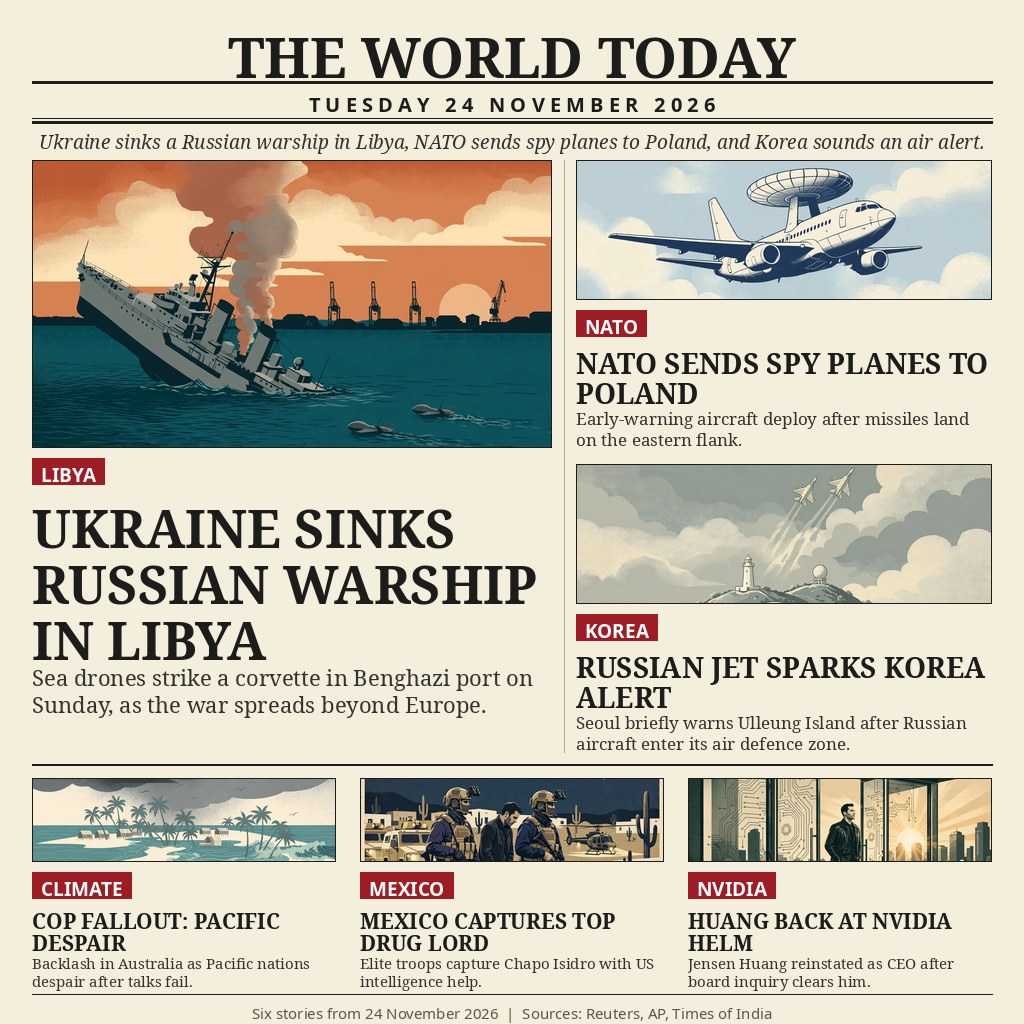 THE WORLD TODAY
TUESDAY 24 NOVEMBER 2026
Ukraine sinks a Russian warship in Libya, NATO sends spy planes to Poland, and Korea sounds an air alert.
LIBYA
UKRAINE SINKS
RUSSIAN WARSHIP
IN LIBYA
Sea drones strike a corvette in Benghazi port on
Sunday, as the war spreads beyond Europe.
NATO
NATO SENDS SPY PLANES TO
POLAND
Early-warning aircraft deploy after missiles land
on the eastern flank.
KOREA
RUSSIAN JET SPARKS KOREA
ALERT
Seoul briefly warns Ulleung Island after Russian
aircraft enter its air defence zone.
CLIMATE
COP FALLOUT: PACIFIC
DESPAIR
Backlash in Australia as Pacific nations
despair after talks fail.
MEXICO
MEXICO CAPTURES TOP
DRUG LORD
Elite troops capture Chapo Isidro with US
intelligence help.
NVIDIA
HUANG BACK AT NVIDIA
HELM
Jensen Huang reinstated as CEO after
board inquiry clears him.
Six stories from 24 November 2026 | Sources: Reuters, AP, Times of India